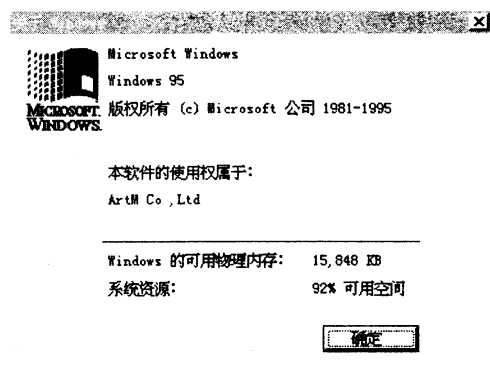 Microsoft Windows
Windows 95
版权所有 (c) Microsoft 公司 1981-1995
MICROSOFT.
WINDOWS.
本软件的使用权属于：
ArtM Co ,Ltd
Windows 的可用物理内存： 15,848 KB
系统资源： 92% 可用空间
确定